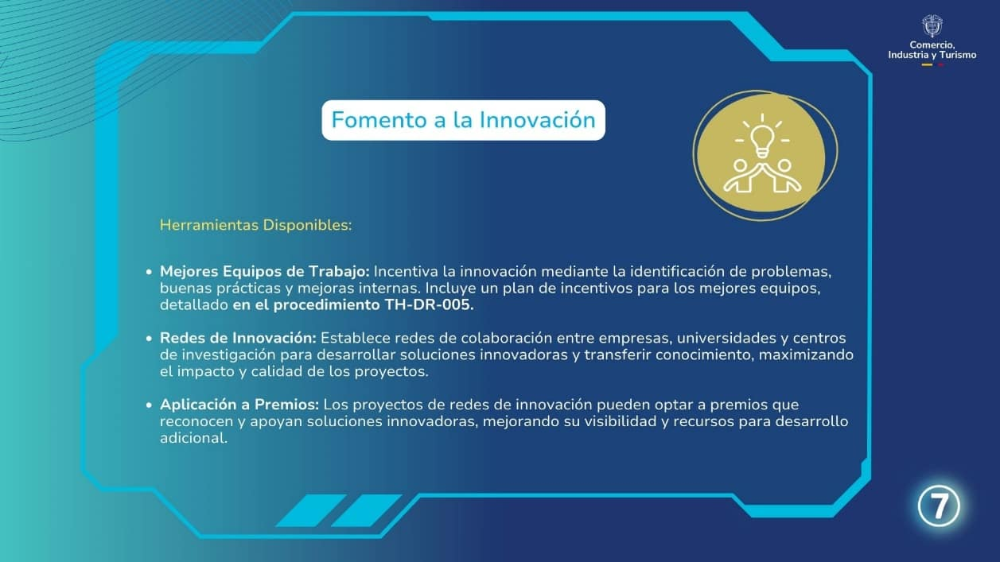 Comercio,
Industria y Turismo
Fomento a la Innovación
Herramientas Disponibles:
• Mejores Equipos de Trabajo: Incentiva la innovación mediante la identificación de problemas,
buenas prácticas y mejoras internas. Incluye un plan de incentivos para los mejores equipos,
detallado en el procedimiento TH-DR-005.
• Redes de Innovación: Establece redes de colaboración entre empresas, universidades y centros
de investigación para desarrollar soluciones innovadoras y transferir conocimiento, maximizando
el impacto y calidad de los proyectos.
• Aplicación a Premios: Los proyectos de redes de innovación pueden optar a premios que
reconocen y apoyan soluciones innovadoras, mejorando su visibilidad y recursos para desarrollo
adicional.
7